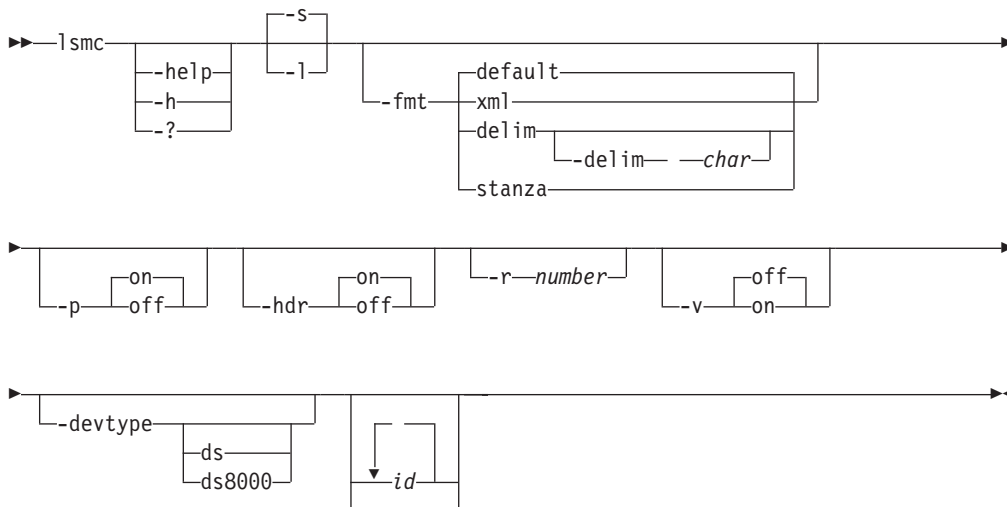 -s
lsmc
-help
-l
-h
-?
default
-fmt xml
delim
-delim char
stanza
on on off
-p off -hdr off -r number -v on
-devtype
ds
ds8000
id